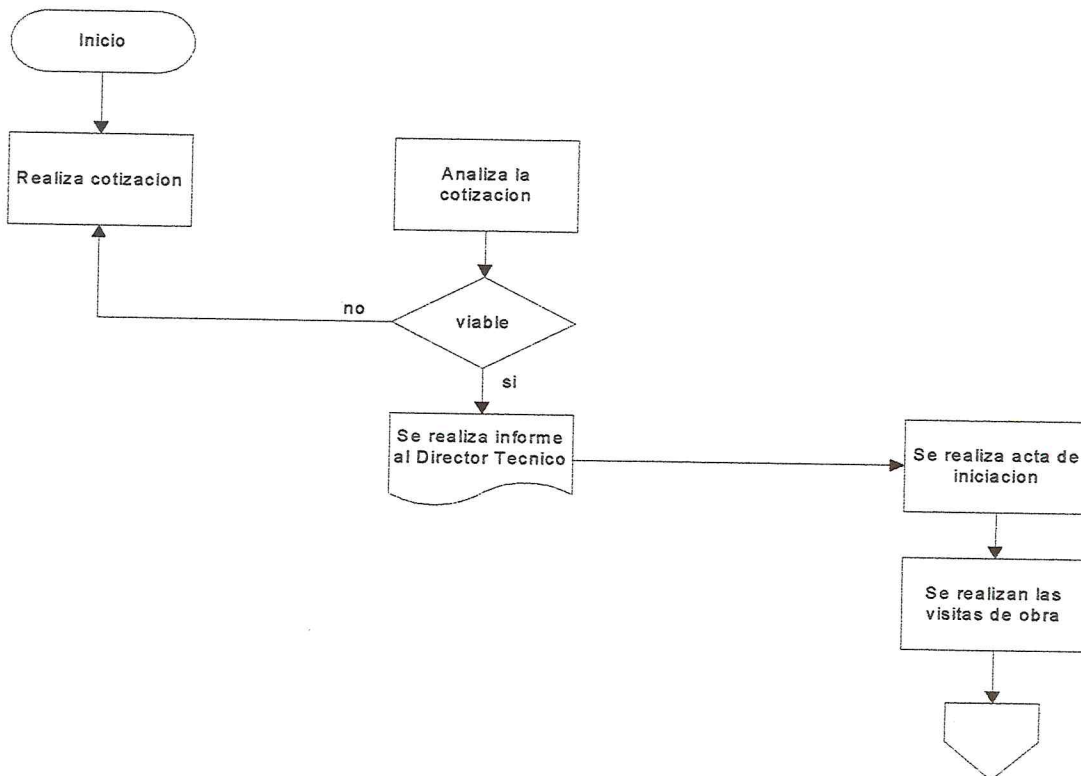 Inicio
Realiza cotizacion
Analiza la
cotizacion
no
viable
si
Se realiza informe
al Director Tecnico
Se realiza acta de
iniciacion
Se realizan las
visitas de obra